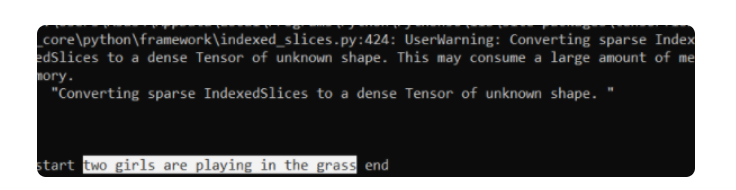 _core\python\framework\indexed_slices.py:424: UserWarning: Converting sparse Index
edSlices to a dense Tensor of unknown shape. This may consume a large amount of me
mory.
"Converting sparse IndexedSlices to a dense Tensor of unknown shape. "
start two girls are playing in the grass end